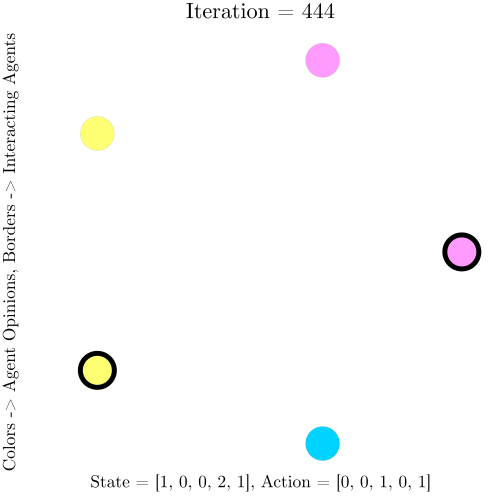 Iteration = 444
Colors -> Agent Opinions, Borders -> Interacting Agents
State = [1, 0, 0, 2, 1], Action = [0, 0, 1, 0, 1]